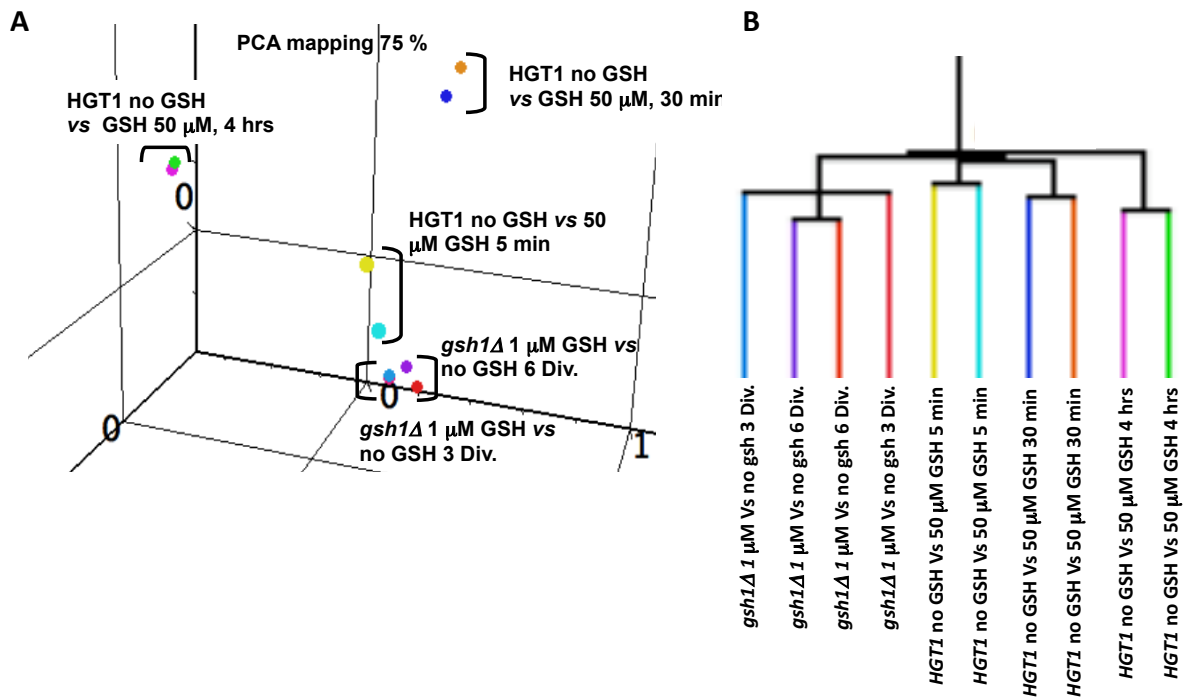 A
B
PCA mapping 75 %
HGT1 no GSH
vs GSH 50 μM, 30 min
HGT1 no GSH
vs GSH 50 μM, 4 hrs
0
HGT1 no GSH vs 50
μM GSH 5 min
gsh1Δ 1 μM GSH vs
no GSH 6 Div.
0
gsh1Δ 1 μM GSH vs
no GSH 3 Div.
0
1
gsh1Δ 1 μM Vs no gsh 3 Div.
gsh1Δ 1 μM Vs no gsh 6 Div.
gsh1Δ 1 μM Vs no gsh 6 Div.
gsh1Δ 1 μM Vs no gsh 3 Div.
HGT1 no GSH Vs 50 μM GSH 5 min
HGT1 no GSH Vs 50 μM GSH 5 min
HGT1 no GSH Vs 50 μM GSH 30 min
HGT1 no GSH Vs 50 μM GSH 30 min
HGT1 no GSH Vs 50 μM GSH 4 hrs
HGT1 no GSH Vs 50 μM GSH 4 hrs